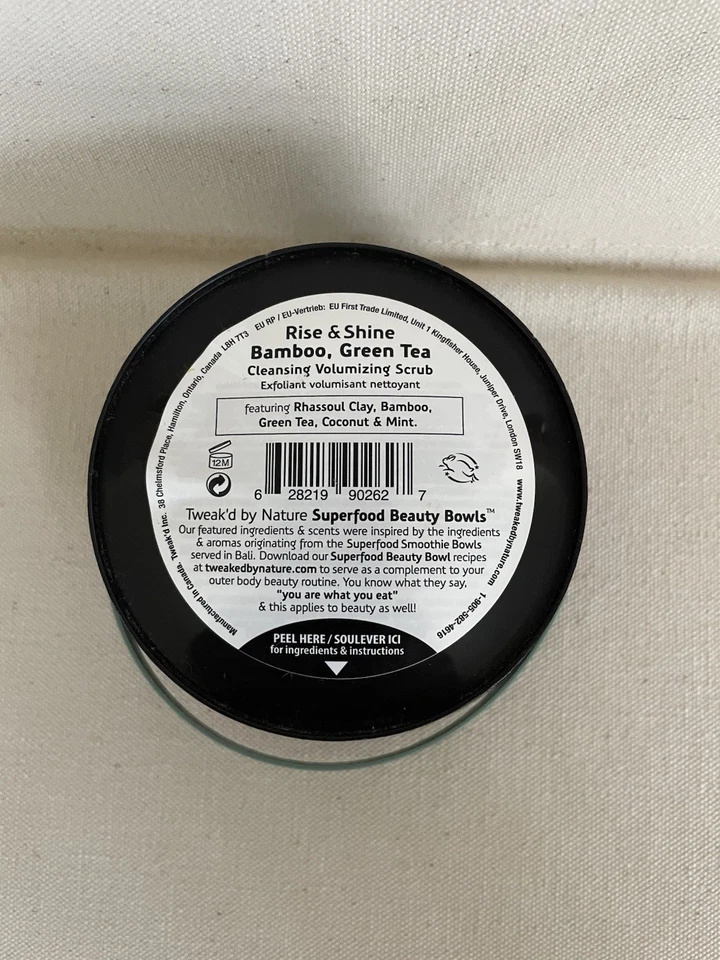 Rise & Shine
Bamboo, Green Tea
Cleansing Volumizing Scrub
Exfoliant volumisant nettoyant
featuring Rhassoul Clay, Bamboo,
Green Tea, Coconut & Mint.
12M
6 28219 90262 7
Tweak'd by Nature Superfood Beauty Bowls™
Our featured ingredients & scents were inspired by the ingredients
& aromas originating from the Superfood Smoothie Bowls
served in Bali. Download our Superfood Beauty Bowl recipes
at tweakedbynature.com to serve as a complement to your
outer body beauty routine. You know what they say,
"you are what you eat"
& this applies to beauty as well!
PEEL HERE / SOULEVER ICI
for ingredients & instructions
Manufactured in Canada. Tweak'd Inc. 38 Chelmsford Place, Hamilton, Ontario, Canada L8H 7T3 EU RP / EU-Vertrieb: EU First Trade Limited, Unit 1 Kingfisher House, Juniper Drive, London SW18 www.tweakedbynature.com 1-905-582-4616